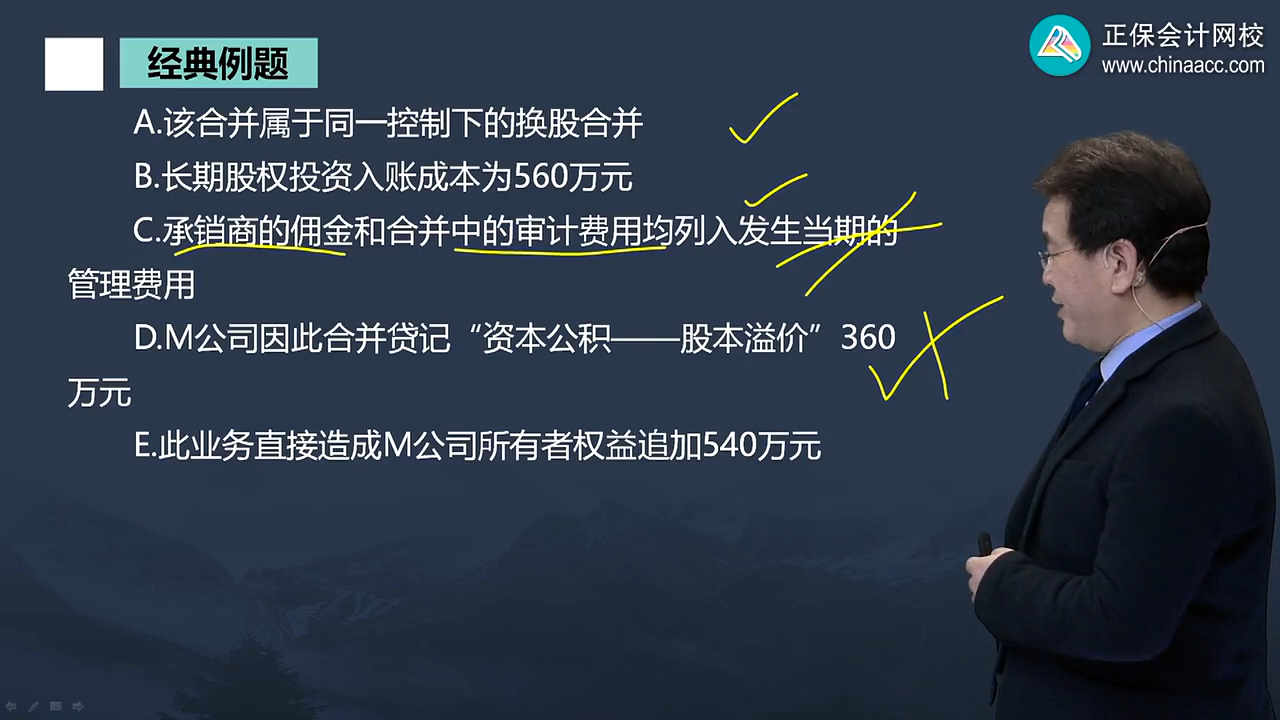 经典例题
正保会计网校
www.chinaacc.com
A.该合并属于同一控制下的换股合并
B.长期股权投资入账成本为560万元
C.承销商的佣金和合并中的审计费用均列入发生当期的
管理费用
D.M公司因此合并贷记“资本公积——股本溢价”360
万元
E.此业务直接造成M公司所有者权益追加540万元